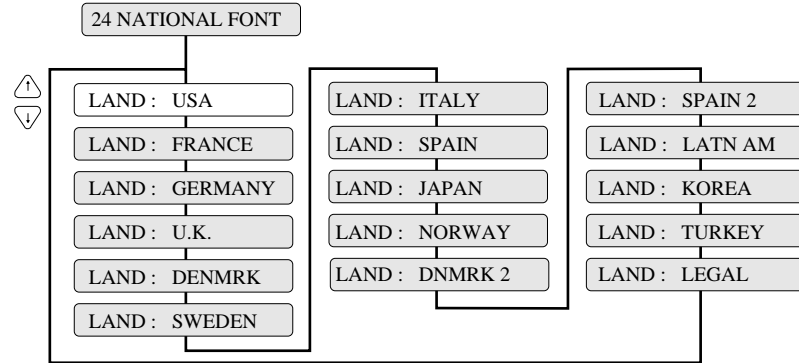 24 NATIONAL FONT
LAND : USA
LAND : FRANCE
LAND : GERMANY
LAND : U.K.
LAND : DENMRK
LAND : SWEDEN
LAND : ITALY
LAND : SPAIN
LAND : JAPAN
LAND : NORWAY
LAND : DNMRK 2
LAND : SPAIN 2
LAND : LATN AM
LAND : KOREA
LAND : TURKEY
LAND : LEGAL